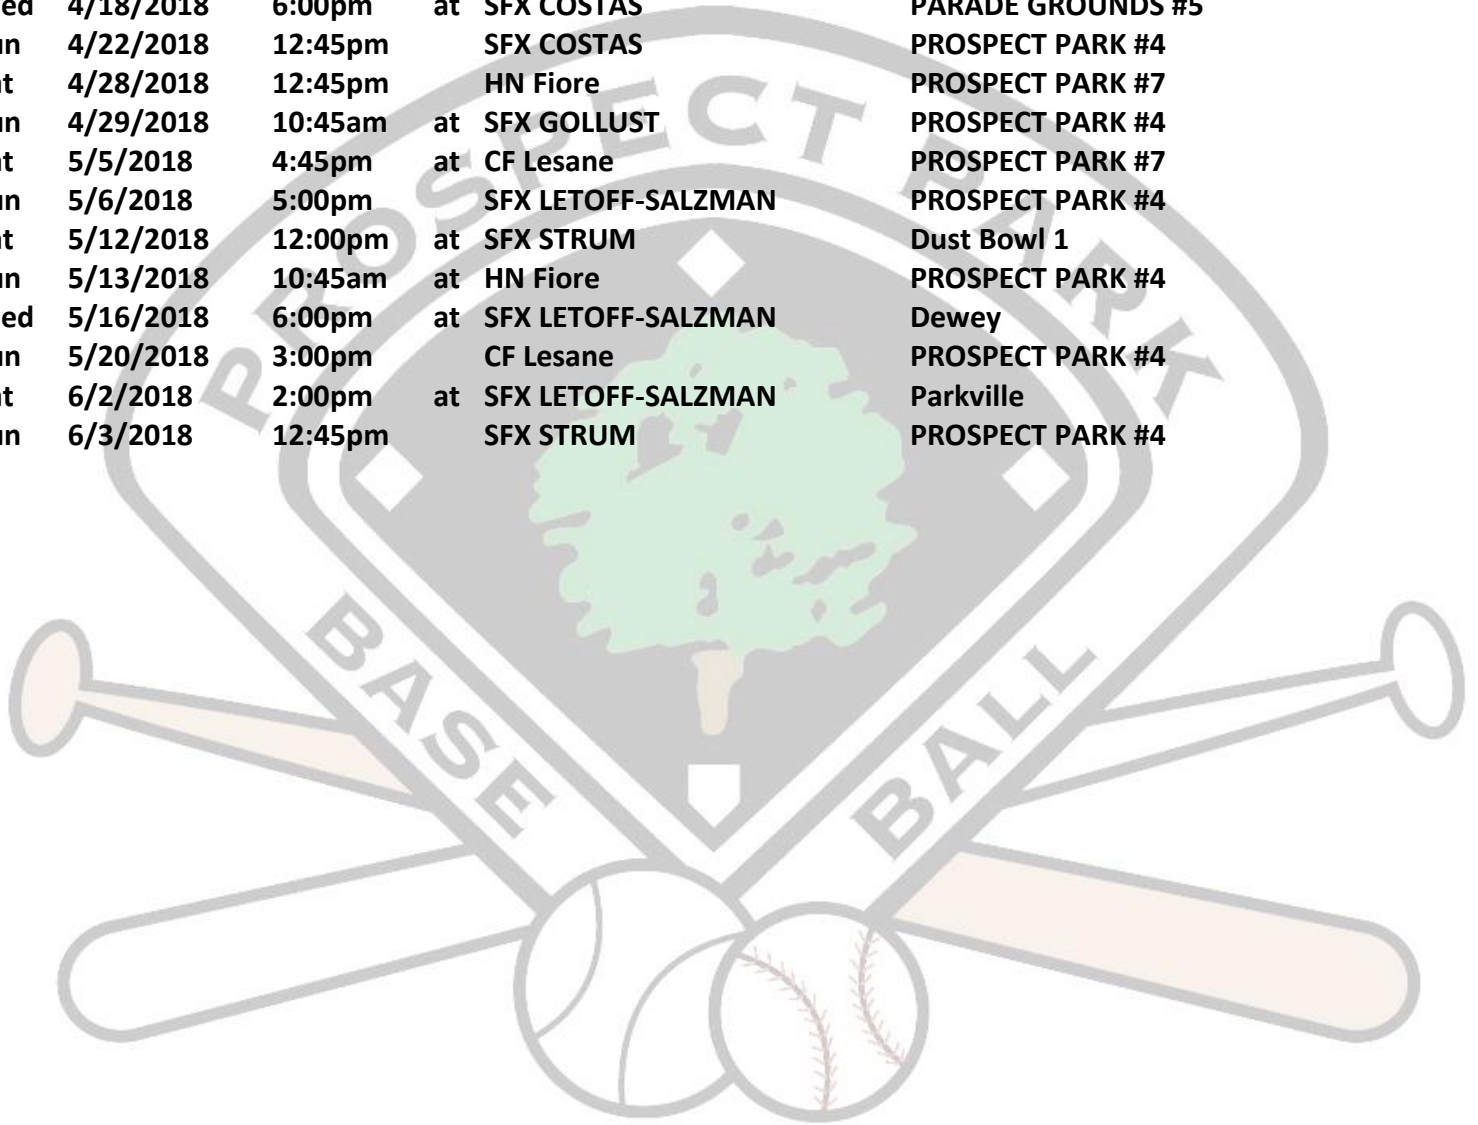 ed 4/18/2018 6:00pm at SFX COSTAS PARADE GROUNDS #5
un 4/22/2018 12:45pm SFX COSTAS PROSPECT PARK #4
at 4/28/2018 12:45pm HN Fiore PROSPECT PARK #7
un 4/29/2018 10:45am at SFX GOLLUST PROSPECT PARK #4
at 5/5/2018 4:45pm at CF Lesane PROSPECT PARK #7
un 5/6/2018 5:00pm SFX LETOFF-SALZMAN PROSPECT PARK #4
at 5/12/2018 12:00pm at SFX STRUM Dust Bowl 1
un 5/13/2018 10:45am at HN Fiore PROSPECT PARK #4
ed 5/16/2018 6:00pm at SFX LETOFF-SALZMAN Dewey
un 5/20/2018 3:00pm CF Lesane PROSPECT PARK #4
at 6/2/2018 2:00pm at SFX LETOFF-SALZMAN Parkville
un 6/3/2018 12:45pm SFX STRUM PROSPECT PARK #4
PROSPECT PARK
BASE BALL